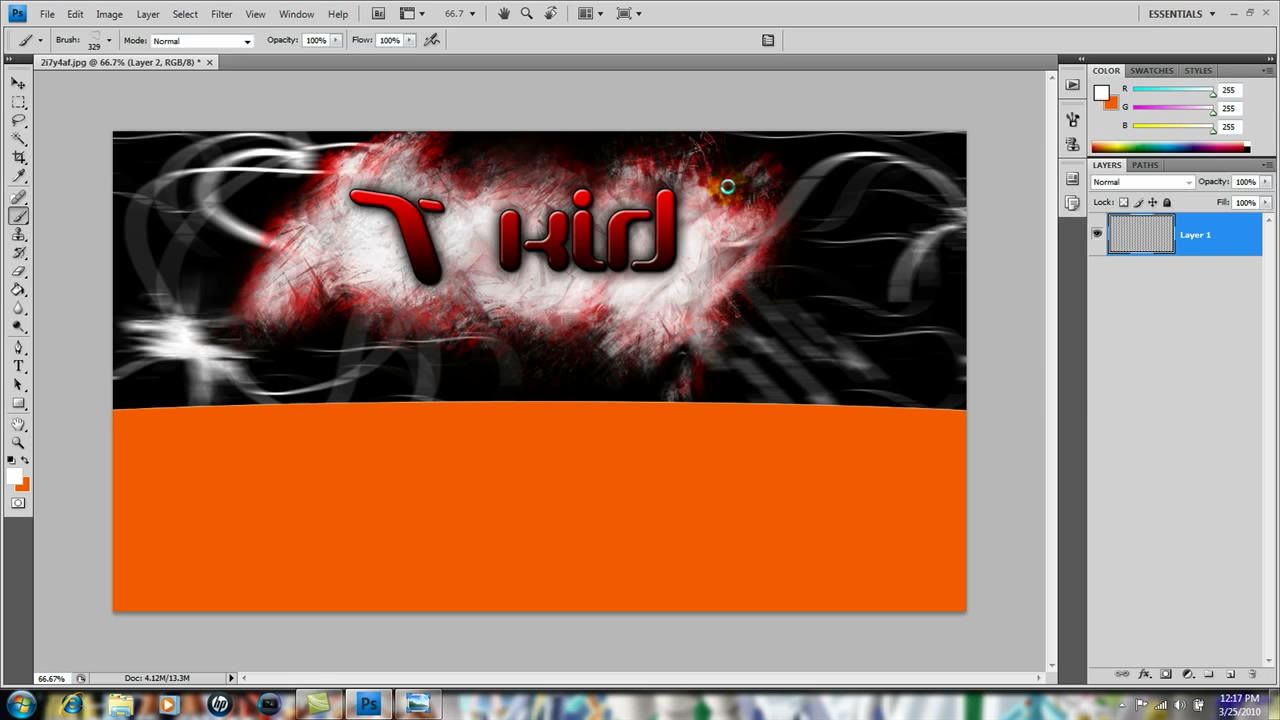 Ps File Edit Image Layer Select Filter View Window Help Br 66.7 ESSENTIALS
Brush: 329 Mode: Normal Opacity: 100% Flow: 100%
2i7y4af.jpg @ 66.7% (Layer 2, RGB/8) *
COLOR SWATCHES STYLES
R 255
G 255
B 255
LAYERS PATHS
Normal Opacity: 100%
Lock: Fill: 100%
Layer 1
T kid
66.67% Doc: 4.12M/13.3M
Ps
12:17 PM
3/25/2010